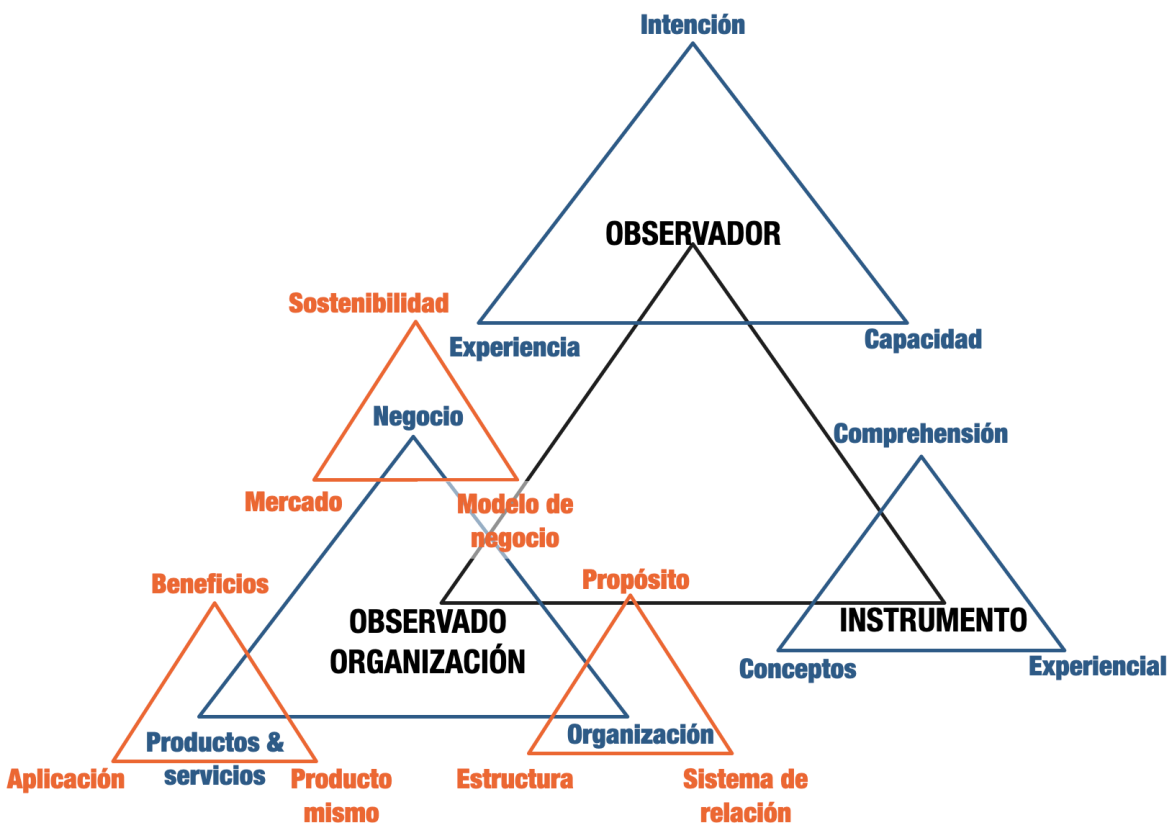 Intención
OBSERVADOR
Sostenibilidad
Experiencia
Capacidad
Negocio
Comprehensión
Mercado
Modelo de
negocio
Beneficios
Propósito
OBSERVADO
ORGANIZACIÓN
INSTRUMENTO
Conceptos
Experiencial
Productos &
servicios
Organización
Aplicación
Producto
mismo
Estructura
Sistema de
relación